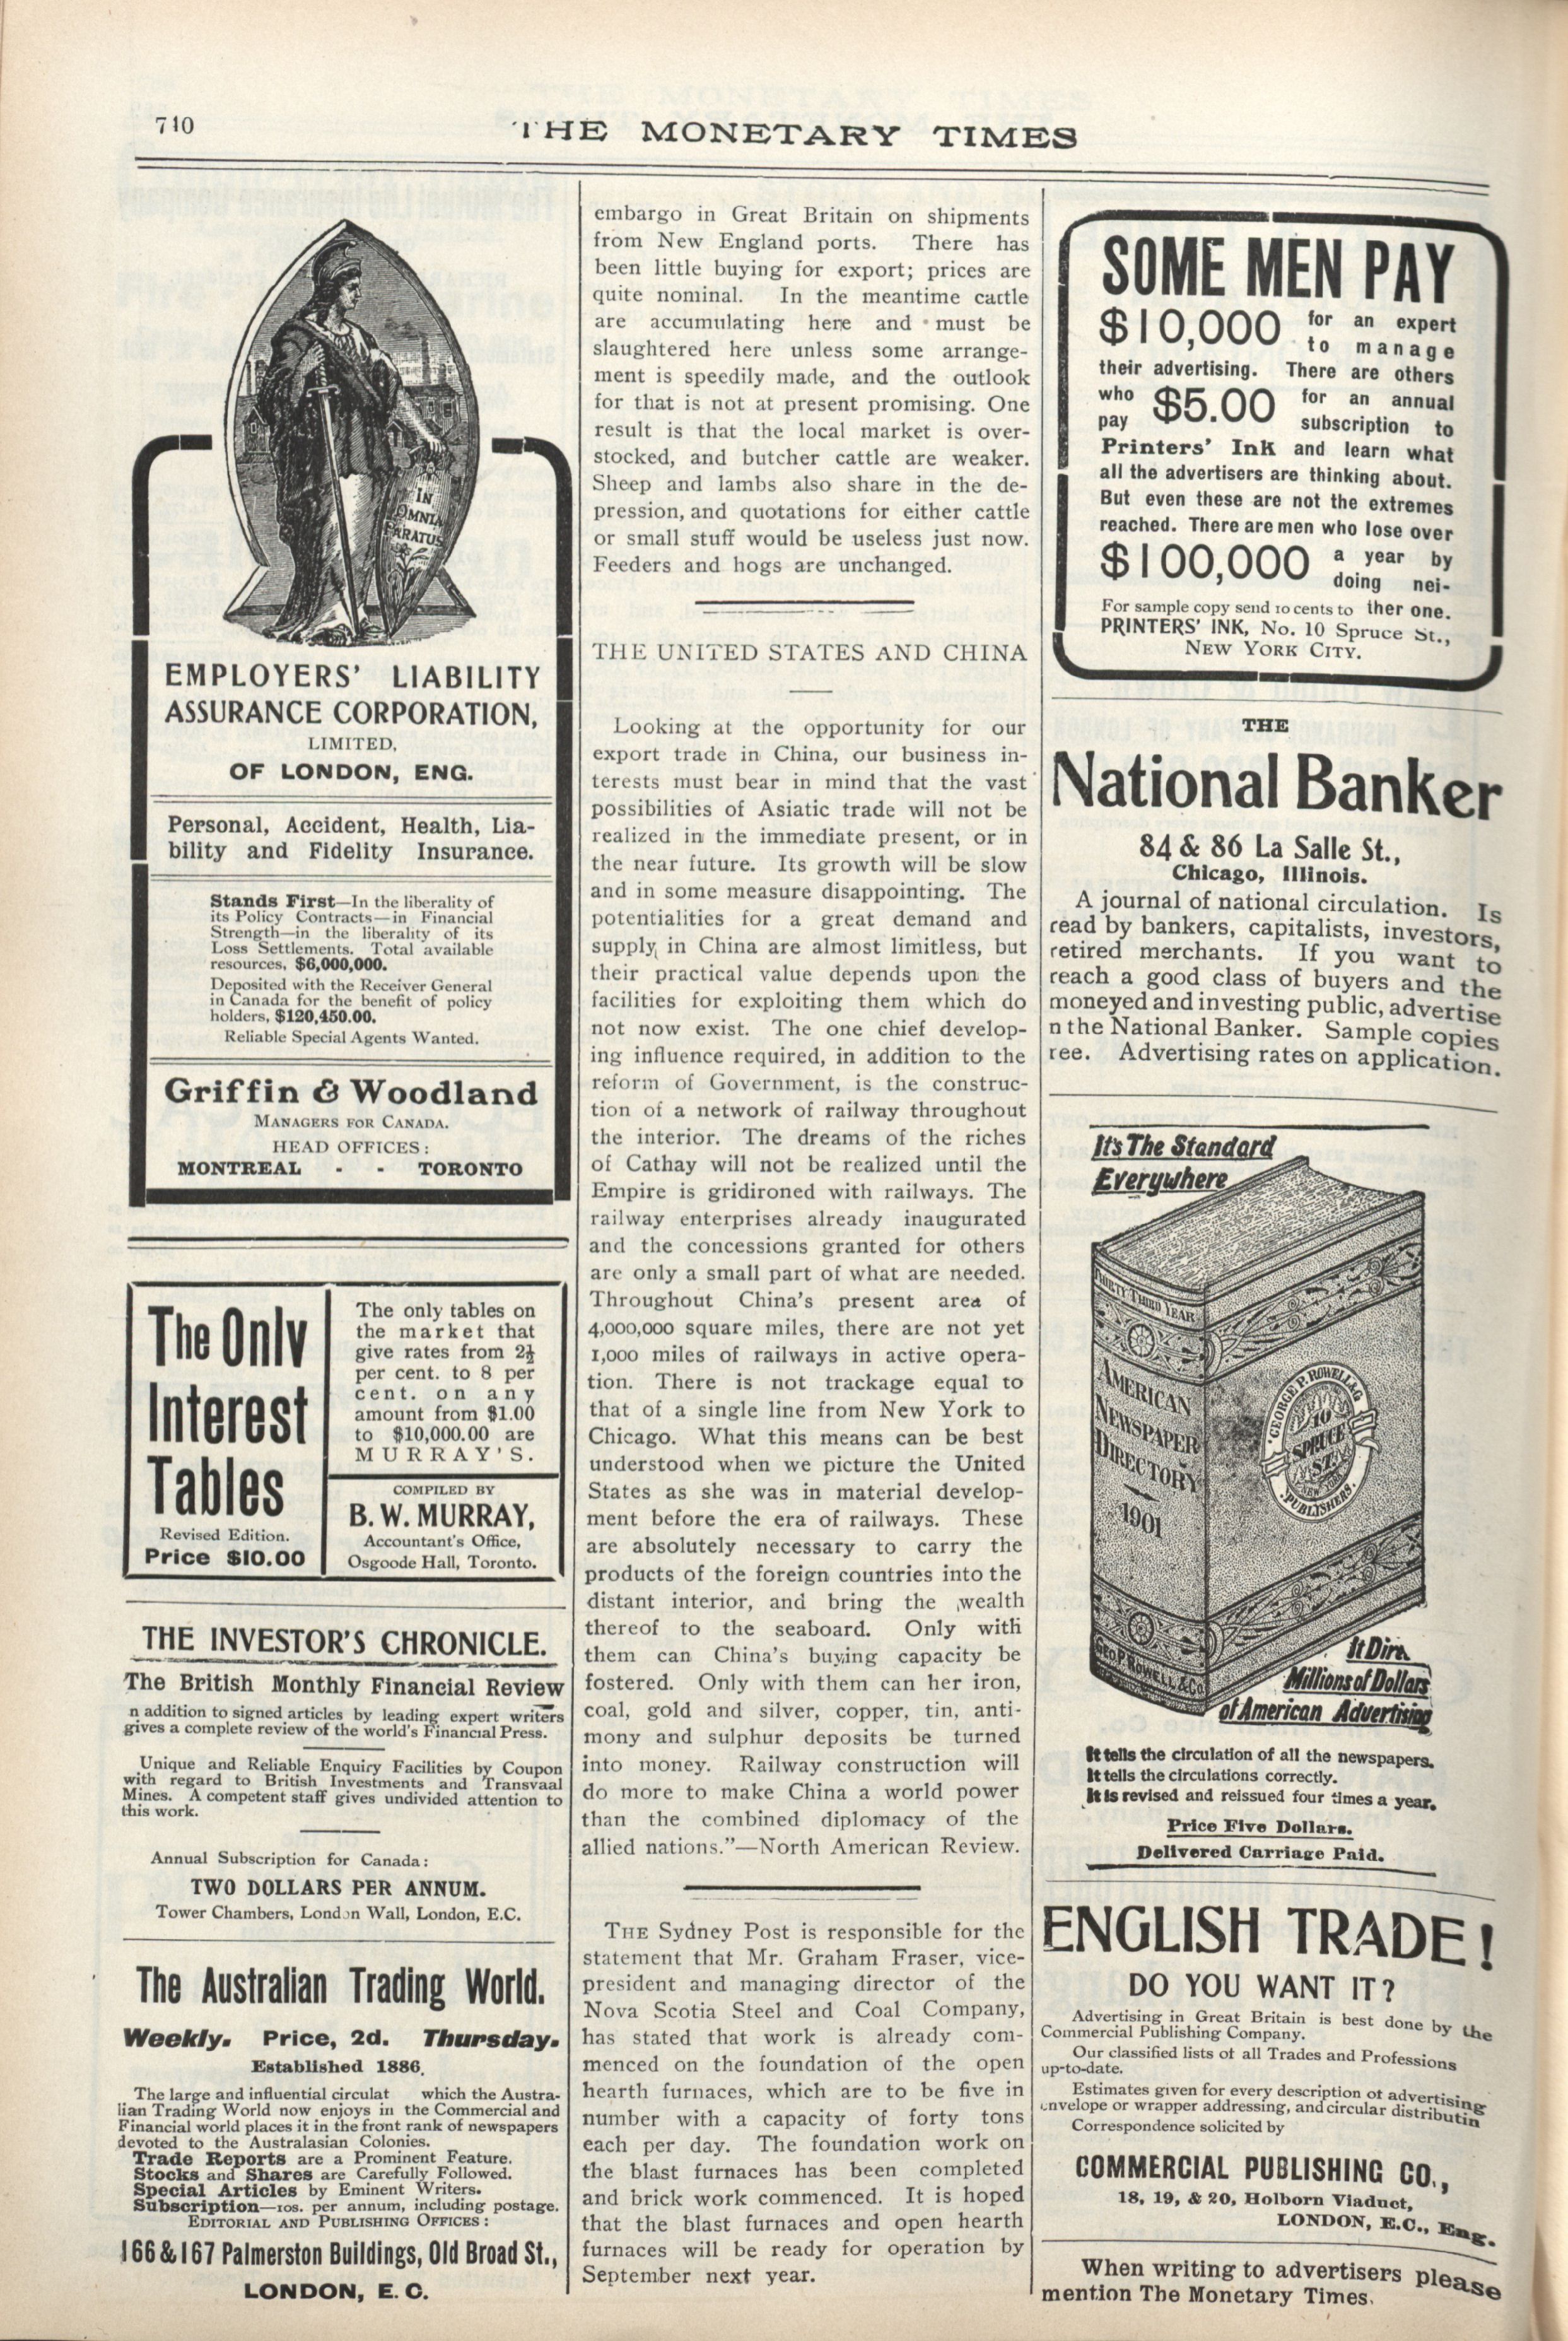 710
THE MONETARY TIMES
IN
OMNIA
PARATUS
EMPLOYERS' LIABILITY
ASSURANCE CORPORATION,
LIMITED,
OF LONDON, ENG.
Personal, Accident, Health, Lia-
bility and Fidelity Insurance.
Stands First—In the liberality of
its Policy Contracts—in Financial
Strength—in the liberality of its
Loss Settlements. Total available
resources, $6,000,000.
Deposited with the Receiver General
in Canada for the benefit of policy
holders, $120,450.00.
Reliable Special Agents Wanted.
Griffin & Woodland
MANAGERS FOR CANADA.
HEAD OFFICES:
MONTREAL - - TORONTO
The Only
Interest
Tables
Revised Edition.
Price $10.00
The only tables on
the market that
give rates from 2½
per cent. to 8 per
cent. on any
amount from $1.00
to $10,000.00 are
MURRAY'S.
COMPILED BY
B. W. MURRAY,
Accountant's Office,
Osgoode Hall, Toronto.
THE INVESTOR'S CHRONICLE.
The British Monthly Financial Review
n addition to signed articles by leading expert writers
gives a complete review of the world's Financial Press.
Unique and Reliable Enquiry Facilities by Coupon
with regard to British Investments and Transvaal
Mines. A competent staff gives undivided attention to
this work.
Annual Subscription for Canada:
TWO DOLLARS PER ANNUM.
Tower Chambers, London Wall, London, E.C.
The Australian Trading World.
Weekly. Price, 2d. Thursday.
Established 1886.
The large and influential circulat which the Austra-
lian Trading World now enjoys in the Commercial and
Financial world places it in the front rank of newspapers
devoted to the Australasian Colonies.
Trade Reports are a Prominent Feature.
Stocks and Shares are Carefully Followed.
Special Articles by Eminent Writers.
Subscription—10s. per annum, including postage.
EDITORIAL AND PUBLISHING OFFICES:
166 & 167 Palmerston Buildings, Old Broad St.,
LONDON, E. C.
embargo in Great Britain on shipments
from New England ports. There has
been little buying for export; prices are
quite nominal. In the meantime cattle
are accumulating here and must be
slaughtered here unless some arrange-
ment is speedily made, and the outlook
for that is not at present promising. One
result is that the local market is over-
stocked, and butcher cattle are weaker.
Sheep and lambs also share in the de-
pression, and quotations for either cattle
or small stuff would be useless just now.
Feeders and hogs are unchanged.
THE UNITED STATES AND CHINA
Looking at the opportunity for our
export trade in China, our business in-
terests must bear in mind that the vast
possibilities of Asiatic trade will not be
realized in the immediate present, or in
the near future. Its growth will be slow
and in some measure disappointing. The
potentialities for a great demand and
supply in China are almost limitless, but
their practical value depends upon the
facilities for exploiting them which do
not now exist. The one chief develop-
ing influence required, in addition to the
reform of Government, is the construc-
tion of a network of railway throughout
the interior. The dreams of the riches
of Cathay will not be realized until the
Empire is gridironed with railways. The
railway enterprises already inaugurated
and the concessions granted for others
are only a small part of what are needed.
Throughout China's present area of
4,000,000 square miles, there are not yet
1,000 miles of railways in active opera-
tion. There is not trackage equal to
that of a single line from New York to
Chicago. What this means can be best
understood when we picture the United
States as she was in material develop-
ment before the era of railways. These
are absolutely necessary to carry the
products of the foreign countries into the
distant interior, and bring the wealth
thereof to the seaboard. Only with
them can China's buying capacity be
fostered. Only with them can her iron,
coal, gold and silver, copper, tin, anti-
mony and sulphur deposits be turned
into money. Railway construction will
do more to make China a world power
than the combined diplomacy of the
allied nations."—North American Review.
THE Sydney Post is responsible for the
statement that Mr. Graham Fraser, vice-
president and managing director of the
Nova Scotia Steel and Coal Company,
has stated that work is already com-
menced on the foundation of the open
hearth furnaces, which are to be five in
number with a capacity of forty tons
each per day. The foundation work on
the blast furnaces has been completed
and brick work commenced. It is hoped
that the blast furnaces and open hearth
furnaces will be ready for operation by
September next year.
SOME MEN PAY
$10,000 for an expert
to manage
their advertising. There are others
who pay $5.00 for an annual
subscription to
Printers' Ink and learn what
all the advertisers are thinking about.
But even these are not the extremes
reached. There are men who lose over
$100,000 a year by
doing nei-
For sample copy send 10 cents to ther one.
PRINTERS' INK, No. 10 Spruce St.,
NEW YORK CITY.
THE
National Banker
84 & 86 La Salle St.,
Chicago, Illinois.
A journal of national circulation. Is
read by bankers, capitalists, investors,
retired merchants. If you want to
reach a good class of buyers and the
moneyed and investing public, advertise
n the National Banker. Sample copies
ree. Advertising rates on application.
It's The Standard
Everywhere
THIRTY THIRD YEAR
AMERICAN
NEWSPAPER
DIRECTORY
1901
GEO. P. ROWELL & Co
GEORGE P. ROWELL & Co
10
SPRUCE
ST.
NEW YORK
PUBLISHERS.
It Dire
Millions of Dollars
of American Advertising
It tells the circulation of all the newspapers.
It tells the circulations correctly.
It is revised and reissued four times a year.
Price Five Dollars.
Delivered Carriage Paid.
ENGLISH TRADE!
DO YOU WANT IT?
Advertising in Great Britain is best done by the
Commercial Publishing Company.
Our classified lists of all Trades and Professions
up-to-date.
Estimates given for every description of advertising
envelope or wrapper addressing, and circular distributin
Correspondence solicited by
COMMERCIAL PUBLISHING CO.,
18, 19, & 20, Holborn Viaduct,
LONDON, E.C., Eng.
When writing to advertisers please
mention The Monetary Times.